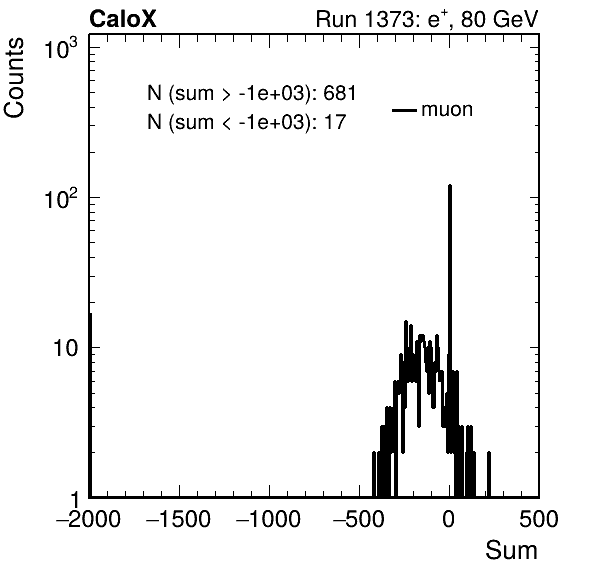 CaloX Run 1373: e⁺, 80 GeV
Counts
N (sum > -1e+03): 681
N (sum < -1e+03): 17
muon
10³
10²
10
1
−2000 −1500 −1000 −500 0 500
Sum